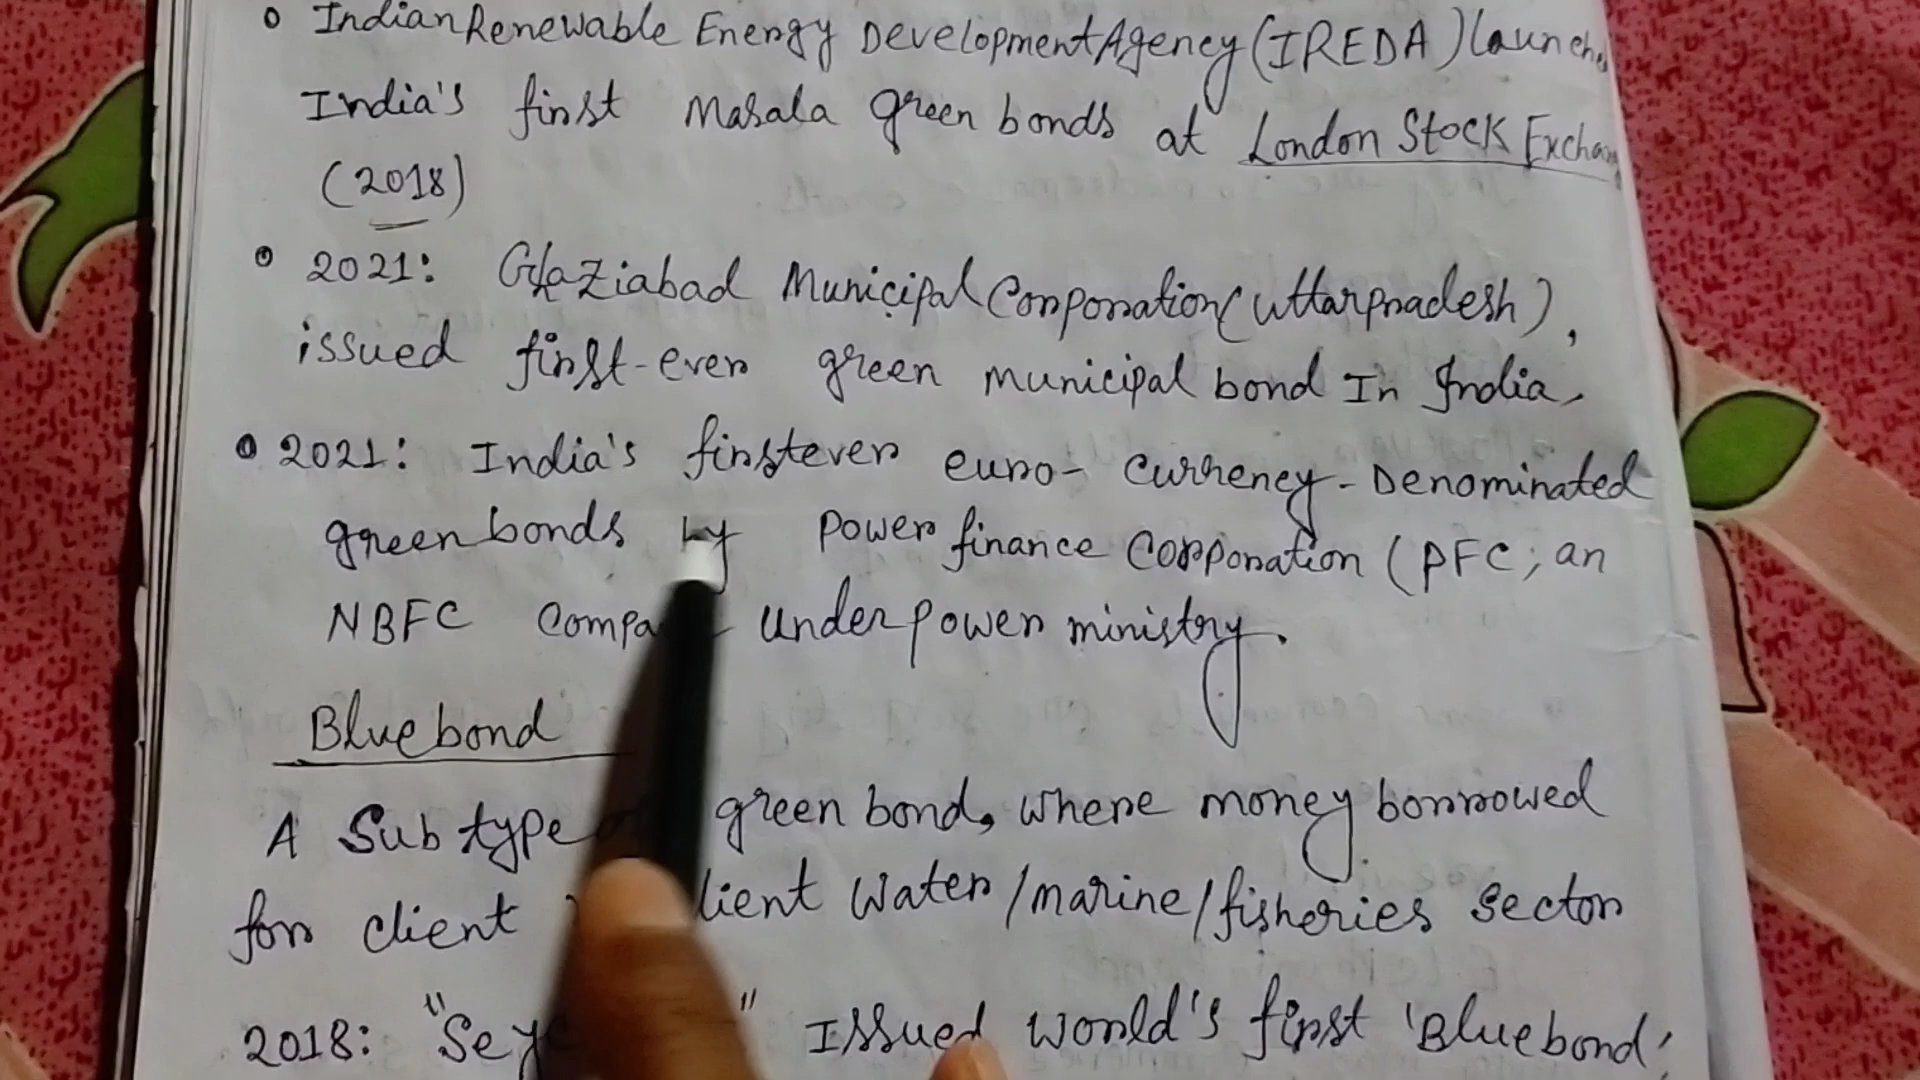 Indian Renewable Energy Development Agency (IREDA) launch
India's first Masala green bonds at London Stock Exchan
(2018)
2021: Ghaziabad Municipal Corporation (Uttarpradesh),
issued first-ever green municipal bond In India,
2021: India's firstever euro- currency-Denominated
green bonds by Power finance Corporation (PFC; an
NBFC under power ministry.
Blue bond
A Sub type green bond, where money borrowed
for client water/marine/fisheries sector
2018: " " Issued world's first 'Blue bond'